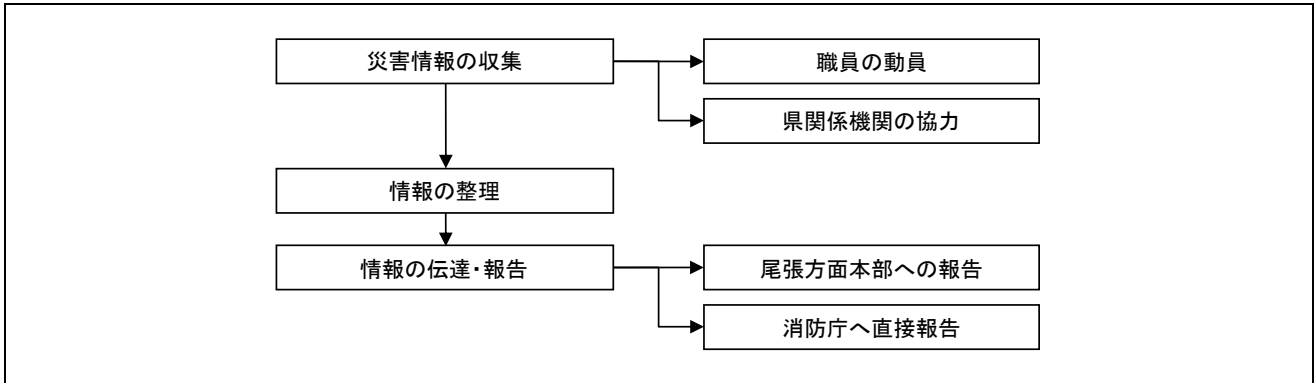 災害情報の収集
職員の動員
県関係機関の協力
情報の整理
情報の伝達・報告
尾張方面本部への報告
消防庁へ直接報告